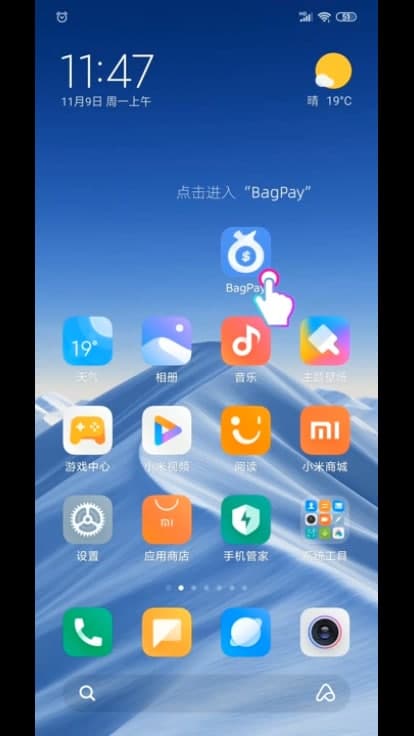 5G
51
11:47
11月9日 周一上午
晴 19°C
点击进入“BagPay”
$
BagPay
19°
天气
相册
音乐
主题壁纸
游戏中心
小米视频
阅读
小米商城
设置
应用商店
手机管家
系统工具